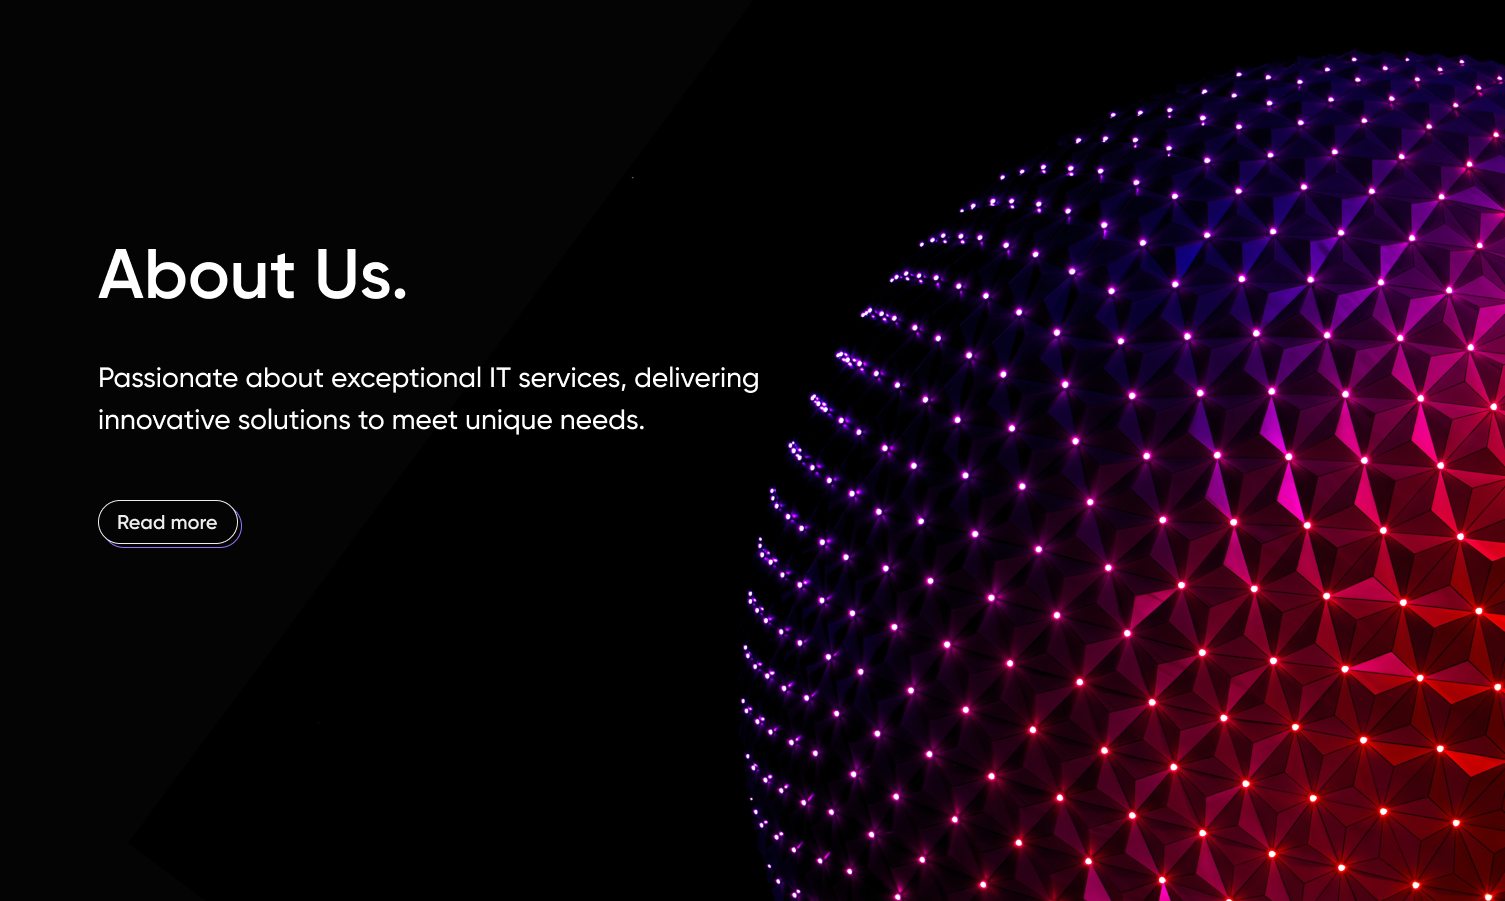 About Us.
Passionate about exceptional IT services, delivering
innovative solutions to meet unique needs.
Read more